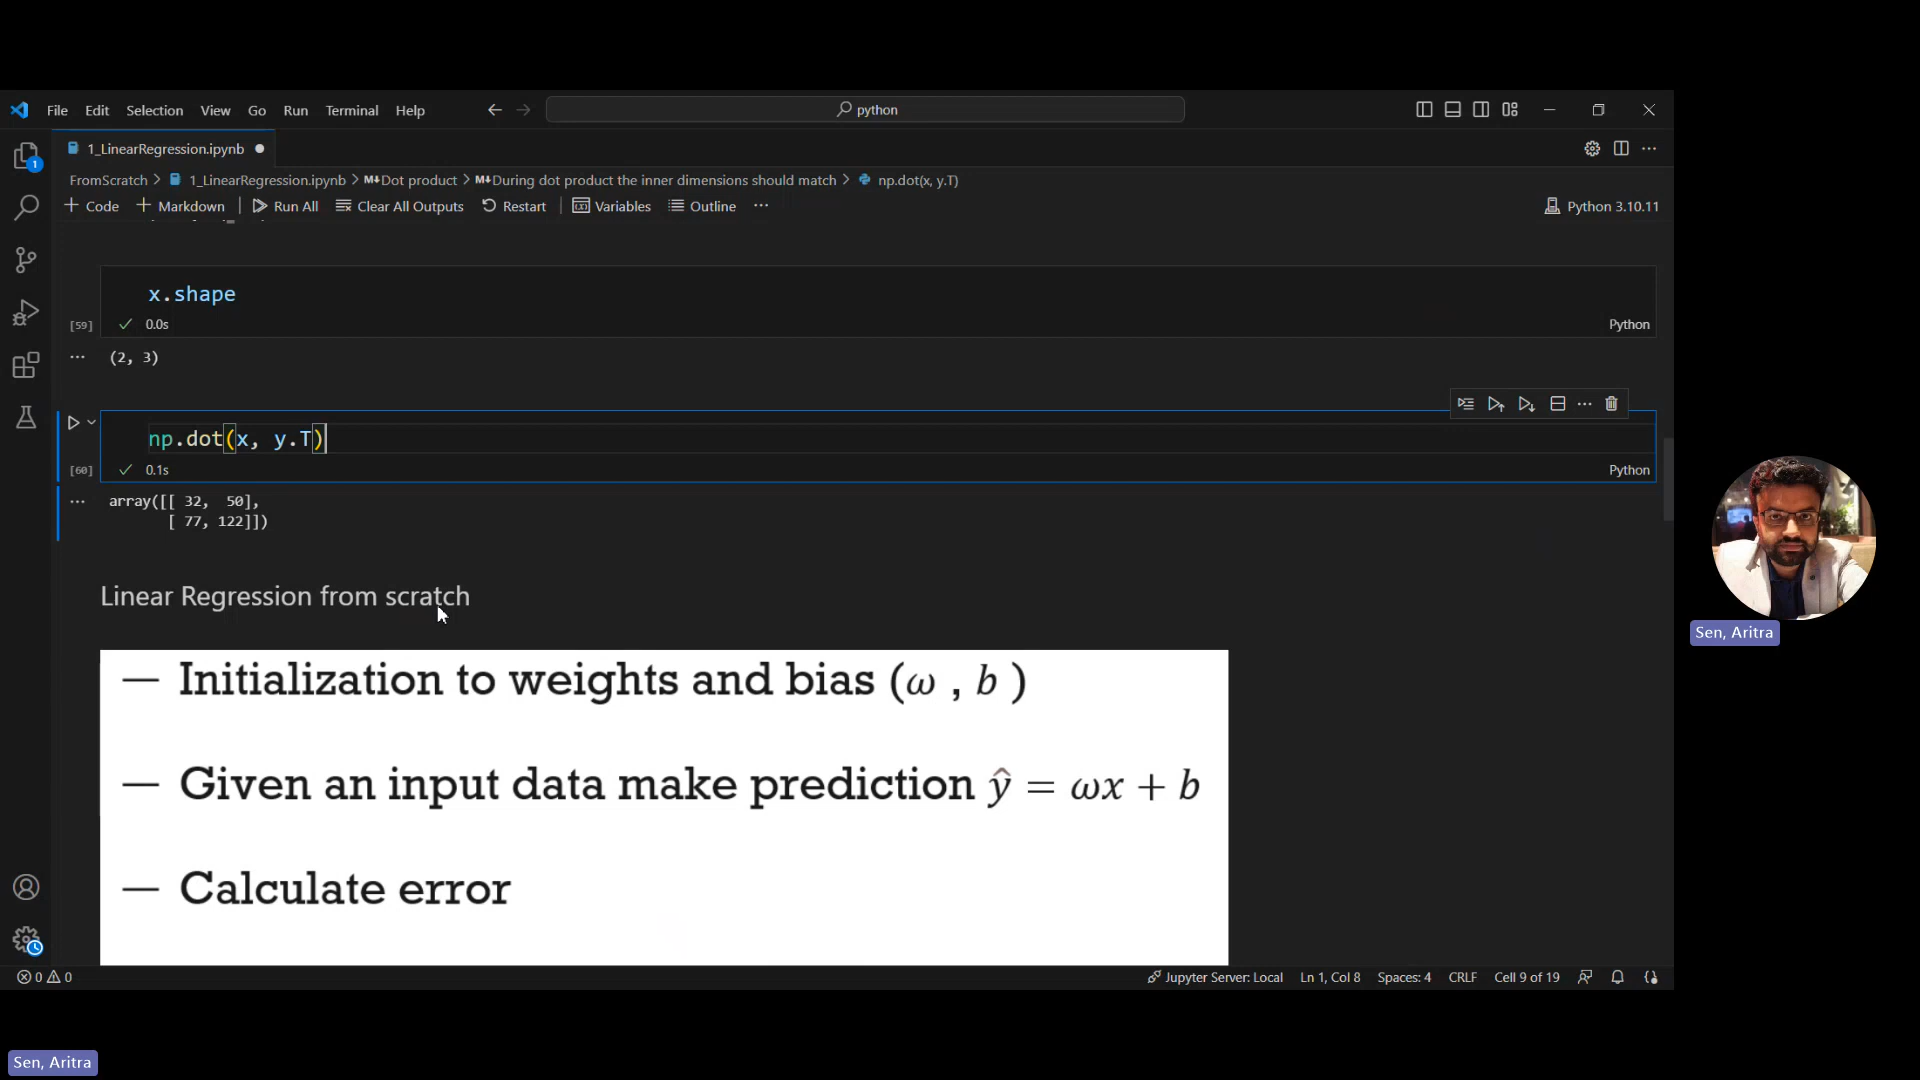 File Edit Selection View Go Run Terminal Help
python
1_LinearRegression.ipynb
FromScratch > 1_LinearRegression.ipynb > M↓Dot product > M↓During dot product the inner dimensions should match > np.dot(x, y.T)
+ Code + Markdown | Run All Clear All Outputs Restart | Variables Outline ...
Python 3.10.11
x.shape
[59] 0.0s
Python
(2, 3)
np.dot(x, y.T)
[60] 0.1s
Python
array([[ 32, 50],
[ 77, 122]])
Linear Regression from scratch
— Initialization to weights and bias (ω , b )
— Given an input data make prediction ŷ = ωx + b
— Calculate error
1
0 0
Jupyter Server: Local Ln 1, Col 8 Spaces: 4 CRLF Cell 9 of 19
Sen, Aritra
Sen, Aritra